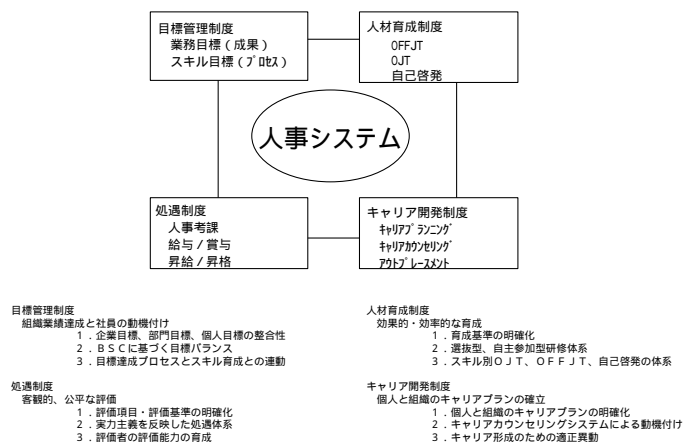 目標管理制度
業務目標(成果)
スキル目標(プロセス)
人材育成制度
OFFJT
OJT
自己啓発
人事システム
処遇制度
人事考課
給与/賞与
昇給/昇格
キャリア開発制度
キャリアプランニング
キャリアカウンセリング
アウトプレースメント
目標管理制度
組織業績達成と社員の動機付け
1.企業目標、部門目標、個人目標の整合性
2.BSCに基づく目標バランス
3.目標達成プロセスとスキル育成との連動
人材育成制度
効果的・効率的な育成
1.育成基準の明確化
2.選抜型、自主参加型研修体系
3.スキル別OJT、OFFJT、自己啓発の体系
処遇制度
客観的、公平な評価
1.評価項目・評価基準の明確化
2.実力主義を反映した処遇体系
3.評価者の評価能力の育成
キャリア開発制度
個人と組織のキャリアプランの確立
1.個人と組織のキャリアプランの明確化
2.キャリアカウンセリングシステムによる動機付け
3.キャリア形成のための適正異動